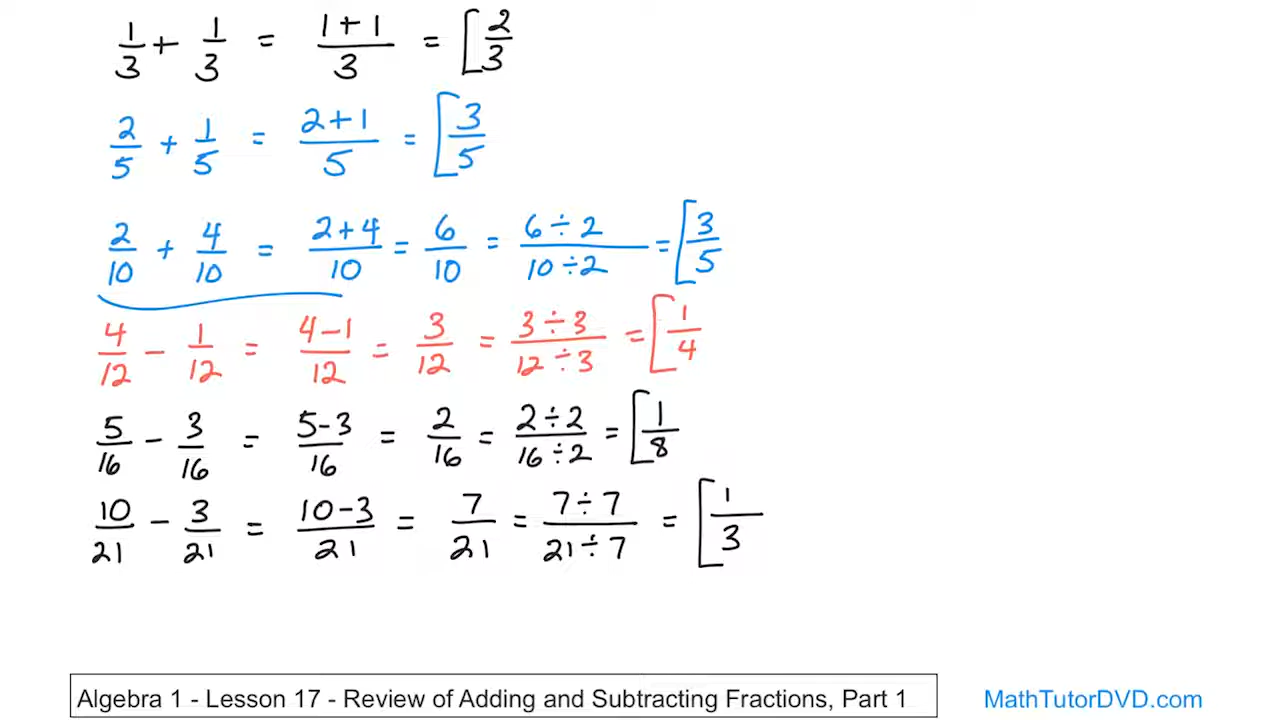 1/3 + 1/3 = (1+1)/3 = [2/3
2/5 + 1/5 = (2+1)/5 = [3/5
2/10 + 4/10 = (2+4)/10 = 6/10 = (6÷2)/(10÷2) = [3/5
4/12 − 1/12 = (4−1)/12 = 3/12 = (3÷3)/(12÷3) = [1/4
5/16 − 3/16 = (5-3)/16 = 2/16 = (2÷2)/(16÷2) = [1/8
10/21 − 3/21 = (10-3)/21 = 7/21 = (7÷7)/(21÷7) = [1/3
Algebra 1 - Lesson 17 - Review of Adding and Subtracting Fractions, Part 1
MathTutorDVD.com